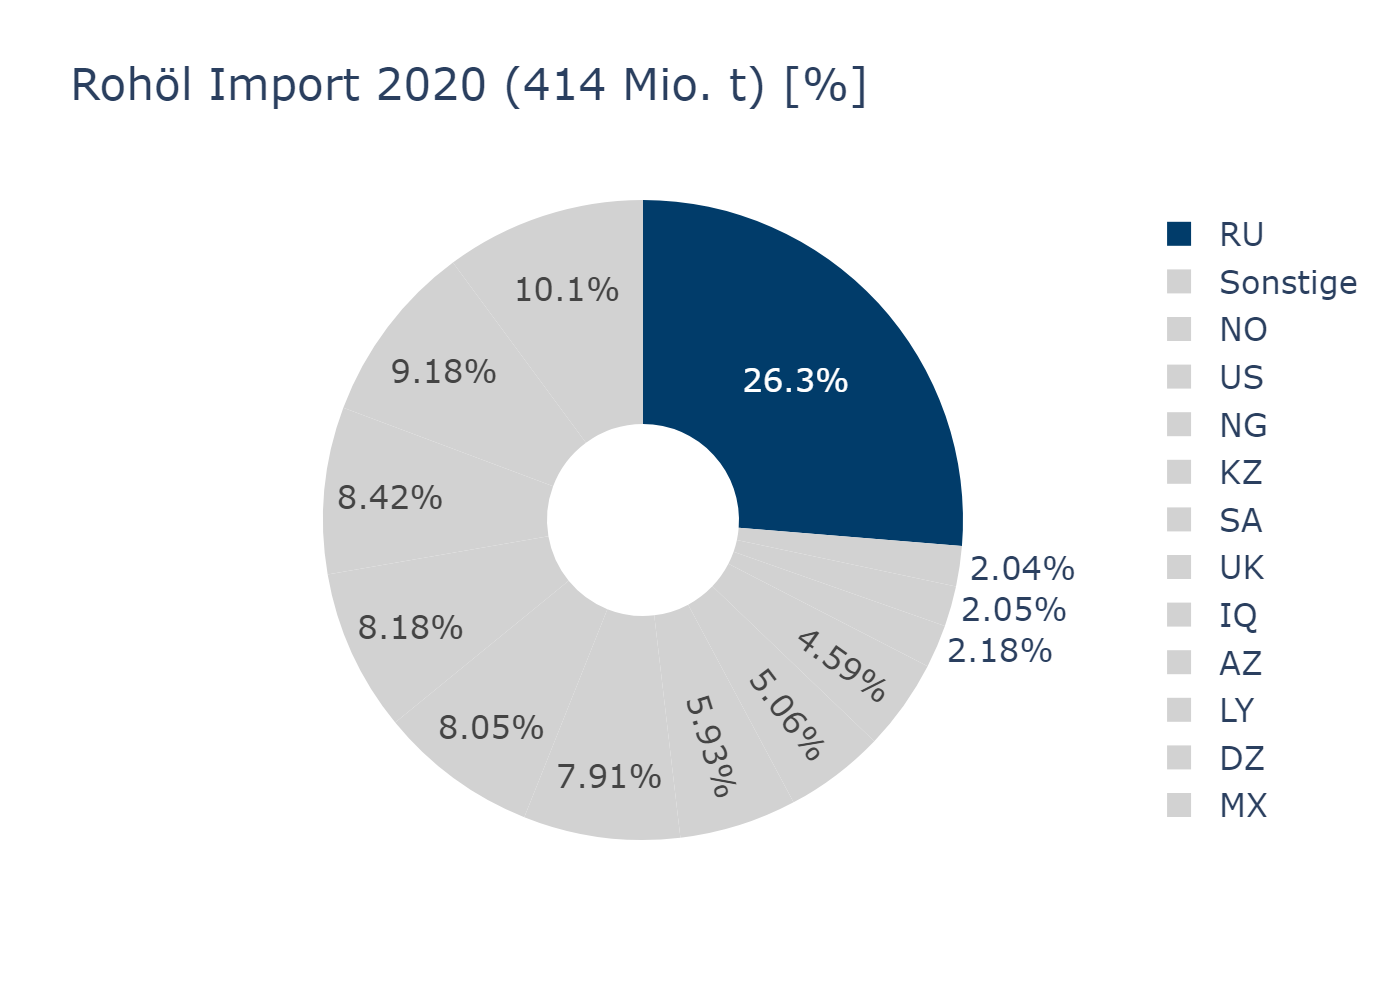 Rohöl Import 2020 (414 Mio. t) [%]
10.1%
26.3%
9.18%
8.42%
8.18%
8.05%
7.91%
5.93%
5.06%
4.59%
2.18%
2.05%
2.04%
RU
Sonstige
NO
US
NG
KZ
SA
UK
IQ
AZ
LY
DZ
MX